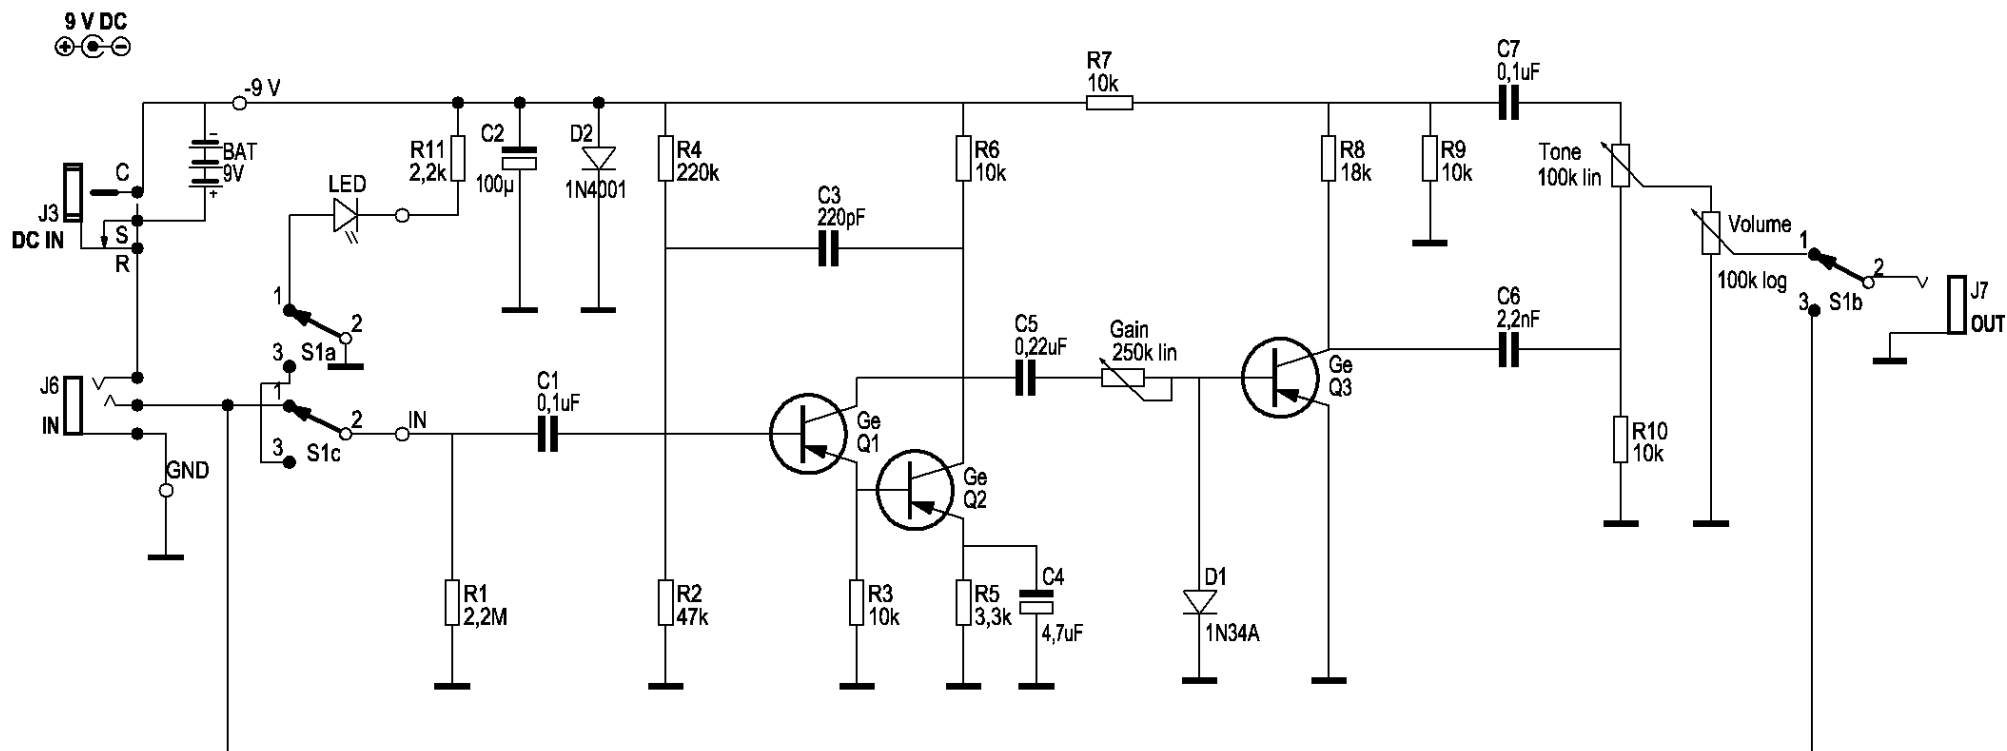 9 V DC
-9 V
C
BAT
9V
J3
DC IN
S
R
LED
R11
2,2k
C2
100µ
D2
1N4001
R4
220k
C3
220pF
R6
10k
R7
10k
R8
18k
R9
10k
C7
0,1uF
Tone
100k lin
Volume
100k log
1
2
3
S1b
J7
OUT
1
2
3
S1a
J6
IN
1
2
3
S1c
GND
IN
C1
0,1uF
Ge
Q1
Ge
Q2
C5
0,22uF
Gain
250k lin
Ge
Q3
C6
2,2nF
R10
10k
R1
2,2M
R2
47k
R3
10k
R5
3,3k
C4
4,7uF
D1
1N34A